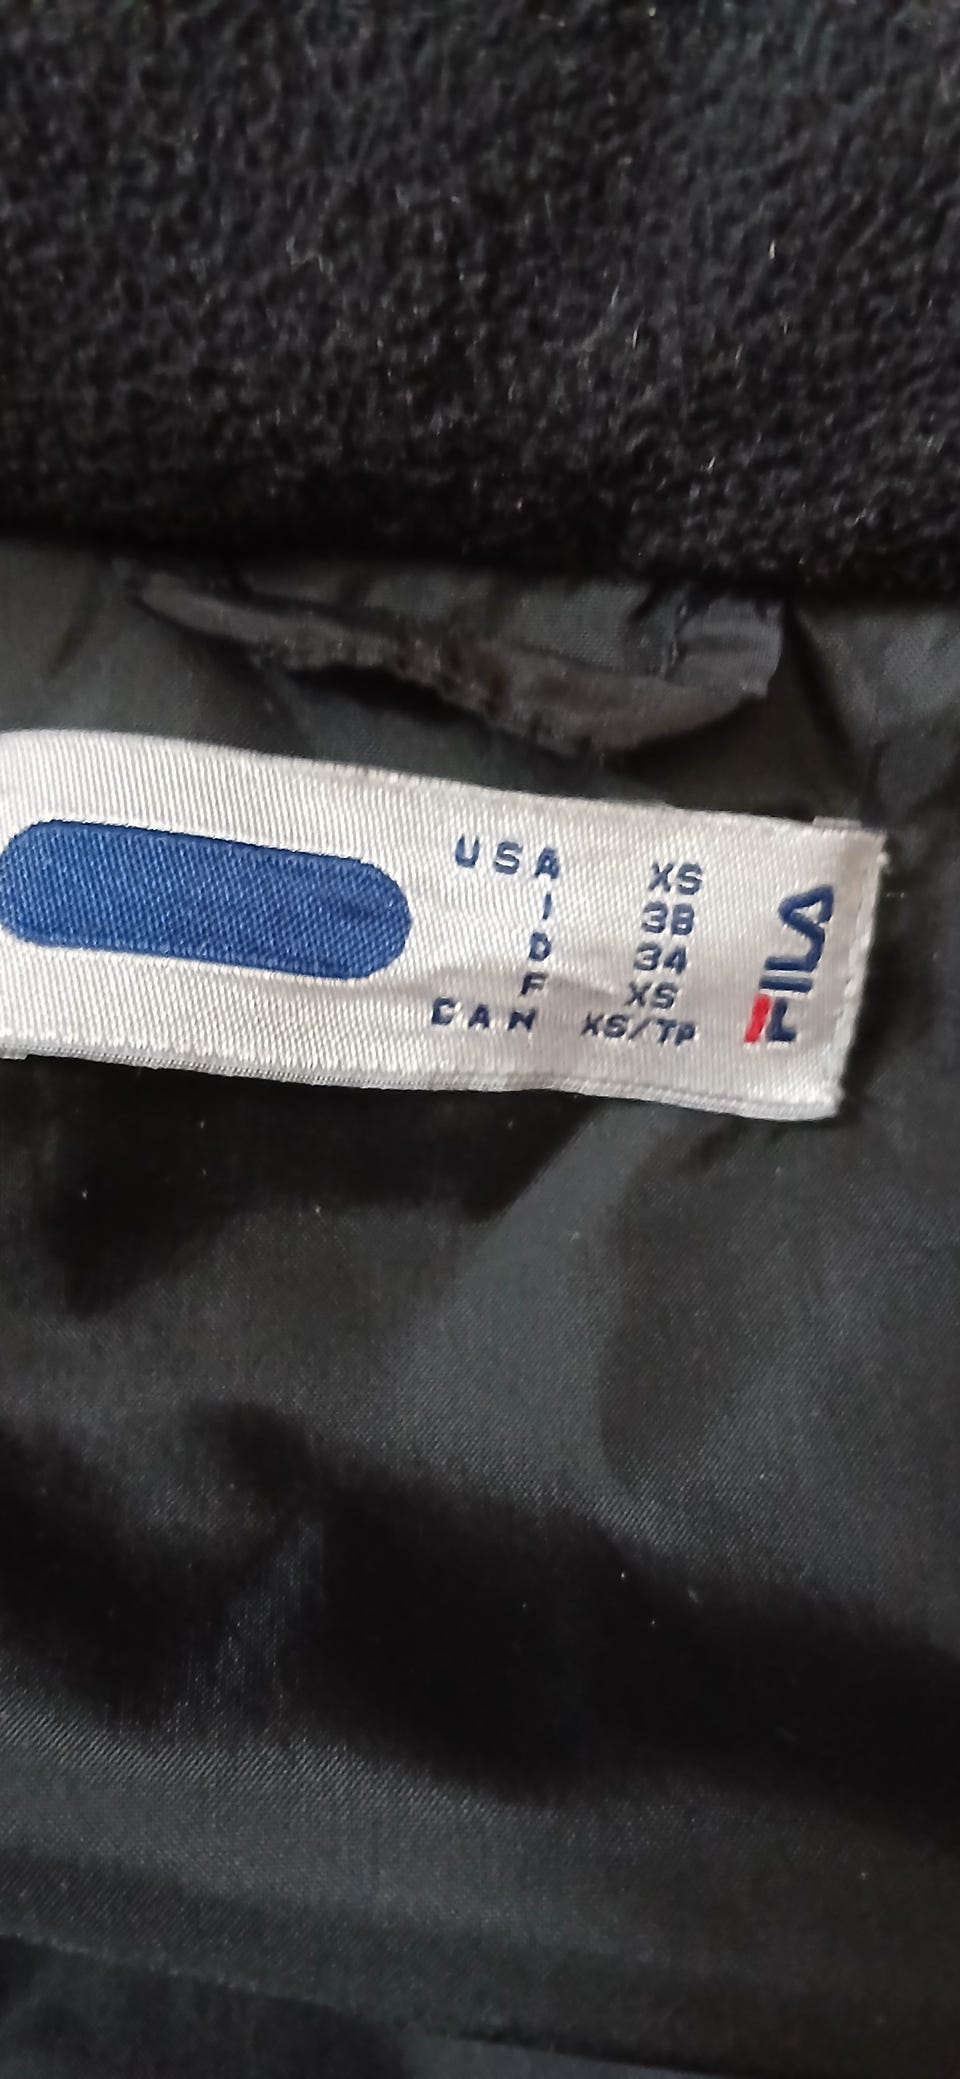 USA XS
I 38
D 34
F XS
CAN XS/TP
FILA